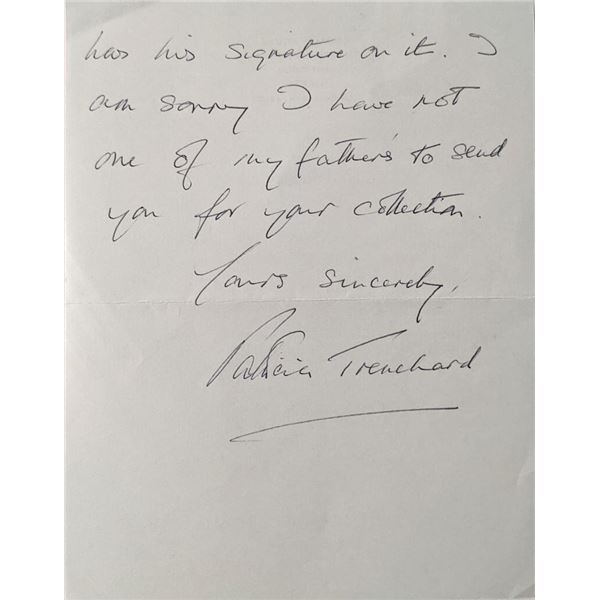 has his signature on it. I
am sorry I have not
one of my father's to send
you for your collection.
Yours sincerely,
Patricia Trenchard